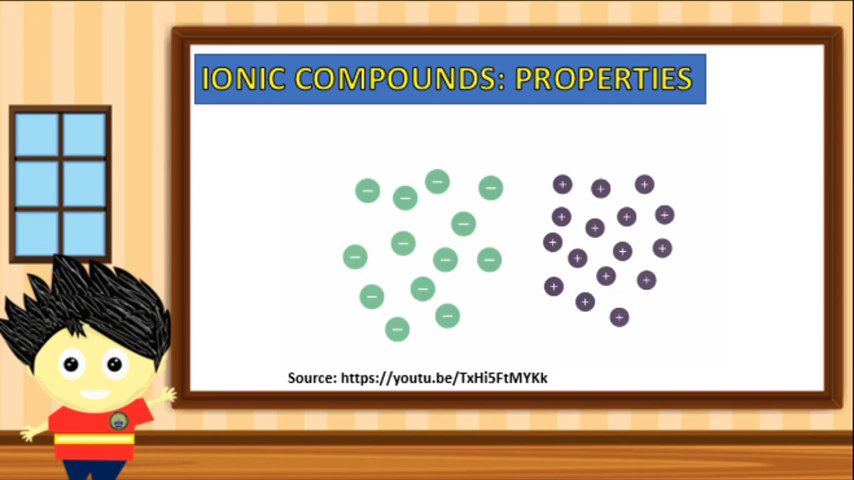 IONIC COMPOUNDS: PROPERTIES
Source: https://youtu.be/TxHi5FtMYKk